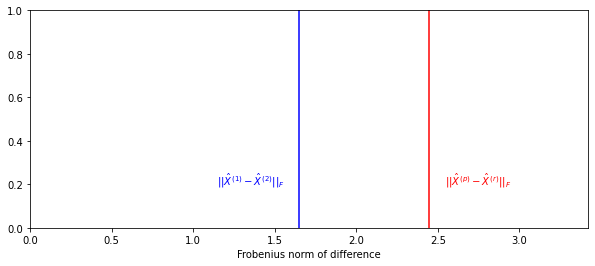 1.0
0.8
0.6
0.4
0.2
0.0
||X̂⁽¹⁾ − X̂⁽²⁾||_F
||X̂⁽ᵖ⁾ − X̂⁽ʳ⁾||_F
0.0 0.5 1.0 1.5 2.0 2.5 3.0
Frobenius norm of difference